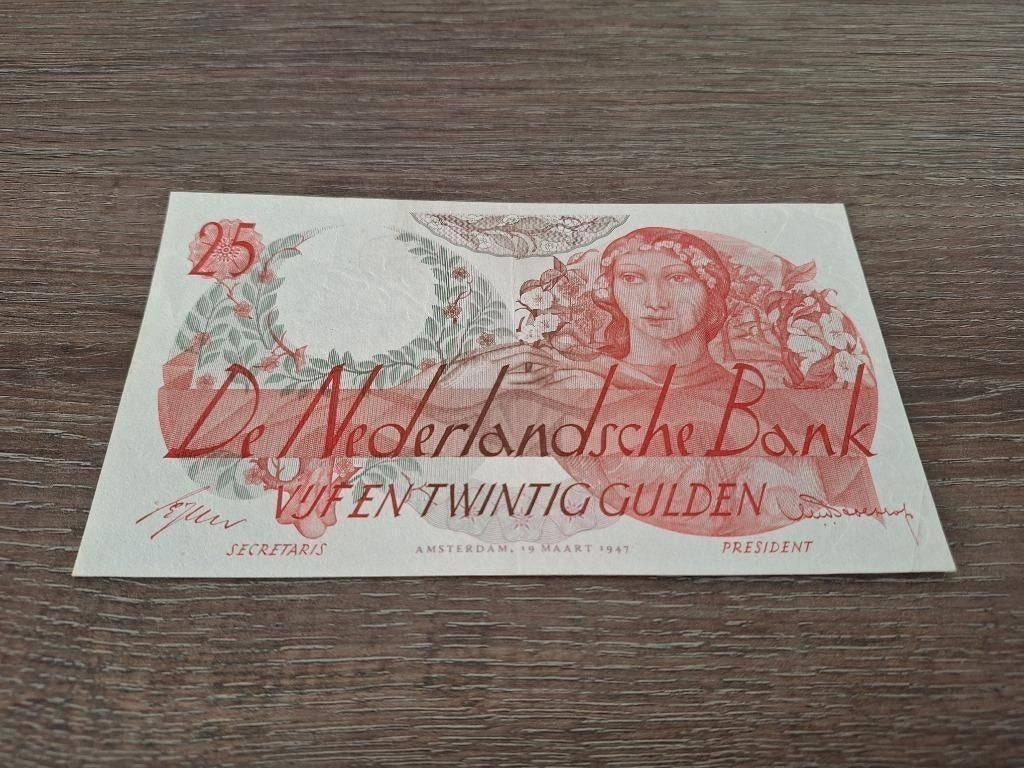 25
De Nederlandsche Bank
VIJF EN TWINTIG GULDEN
SECRETARIS
AMSTERDAM, 19 MAART 1947
PRESIDENT